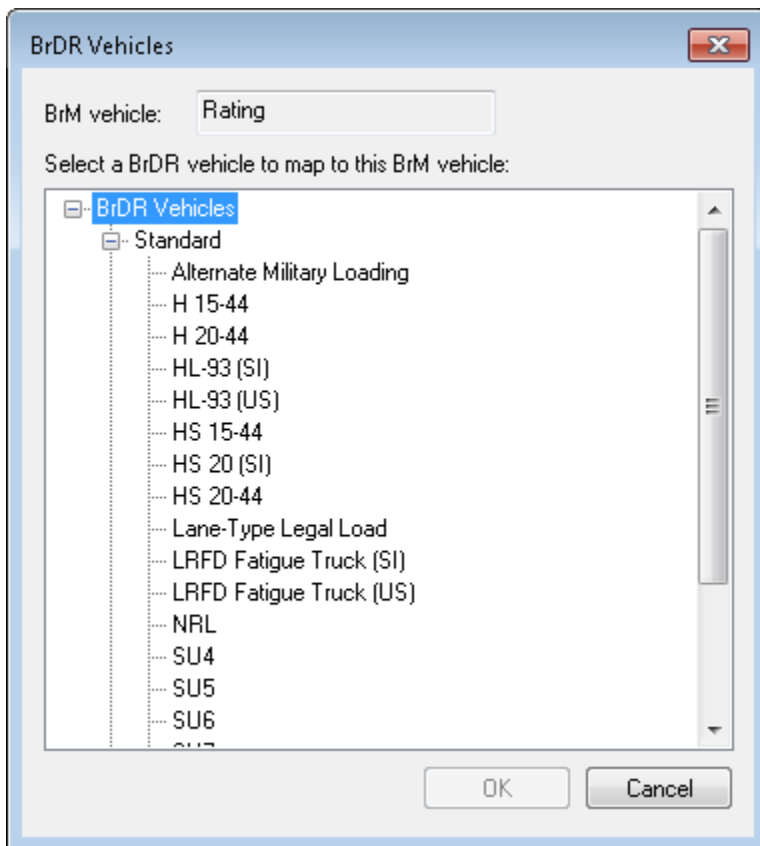 BrDR Vehicles
BrM vehicle: Rating
Select a BrDR vehicle to map to this BrM vehicle:
BrDR Vehicles
Standard
Alternate Military Loading
H 15-44
H 20-44
HL-93 (SI)
HL-93 (US)
HS 15-44
HS 20 (SI)
HS 20-44
Lane-Type Legal Load
LRFD Fatigue Truck (SI)
LRFD Fatigue Truck (US)
NRL
SU4
SU5
SU6
OK Cancel